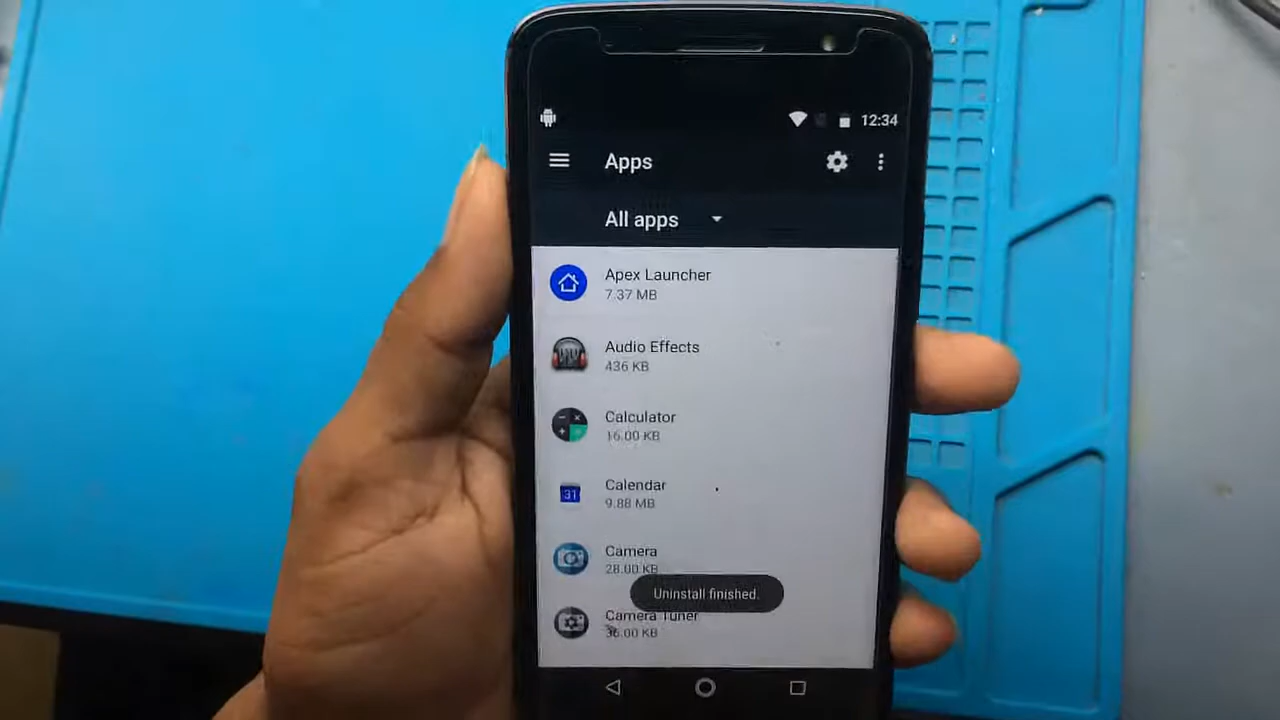 12:34
Apps
All apps
Apex Launcher
7.37 MB
Audio Effects
436 KB
Calculator
16.00 KB
31
Calendar
9.88 MB
Camera
28.00 KB
Uninstall finished.
Camera Tuner
36.00 KB